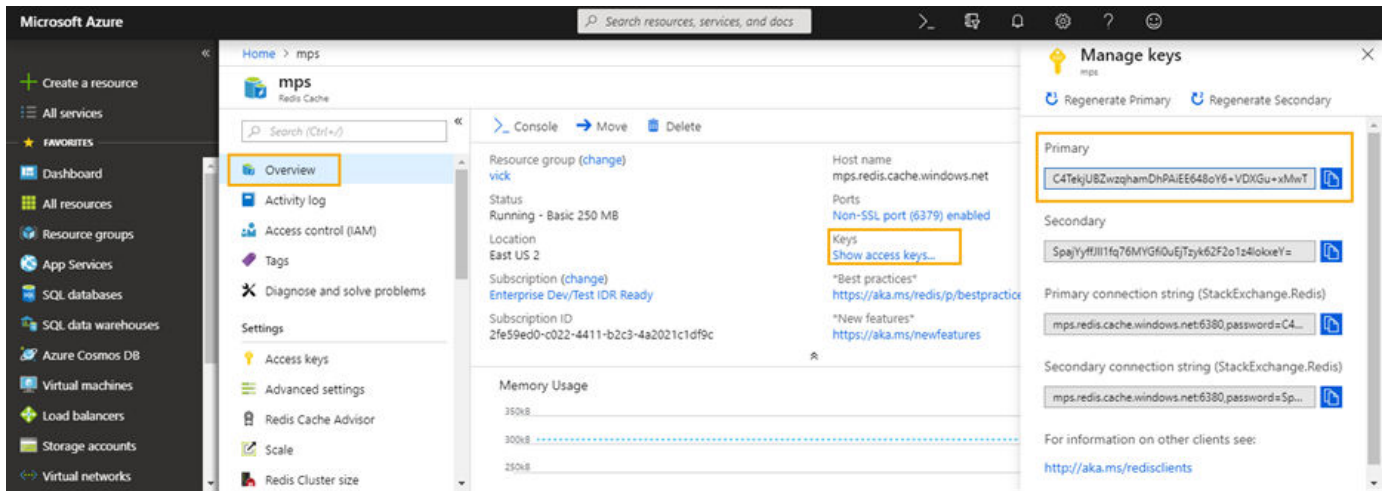 Microsoft Azure
Search resources, services, and docs
Create a resource
All services
FAVORITES
Dashboard
All resources
Resource groups
App Services
SQL databases
SQL data warehouses
Azure Cosmos DB
Virtual machines
Load balancers
Storage accounts
Virtual networks
Home > mps
mps
Redis Cache
Search (Ctrl+/)
Overview
Activity log
Access control (IAM)
Tags
Diagnose and solve problems
Settings
Access keys
Advanced settings
Redis Cache Advisor
Scale
Redis Cluster size
Console Move Delete
Resource group (change)
vick
Status
Running - Basic 250 MB
Location
East US 2
Subscription (change)
Enterprise Dev/Test IDR Ready
Subscription ID
2fe59ed0-c022-4411-b2c3-4a2021c1df9c
Host name
mps.redis.cache.windows.net
Ports
Non-SSL port (6379) enabled
Keys
Show access keys...
*Best practices*
https://aka.ms/redis/p/bestpractice
*New features*
https://aka.ms/newfeatures
Memory Usage
350kB
300kB
250kB
Manage keys
mps
Regenerate Primary Regenerate Secondary
Primary
Secondary
Primary connection string (StackExchange.Redis)
mps.redis.cache.windows.net:6380,password=C4...
Secondary connection string (StackExchange.Redis)
mps.redis.cache.windows.net:6380,password=Sp...
For information on other clients see:
http://aka.ms/redisclients